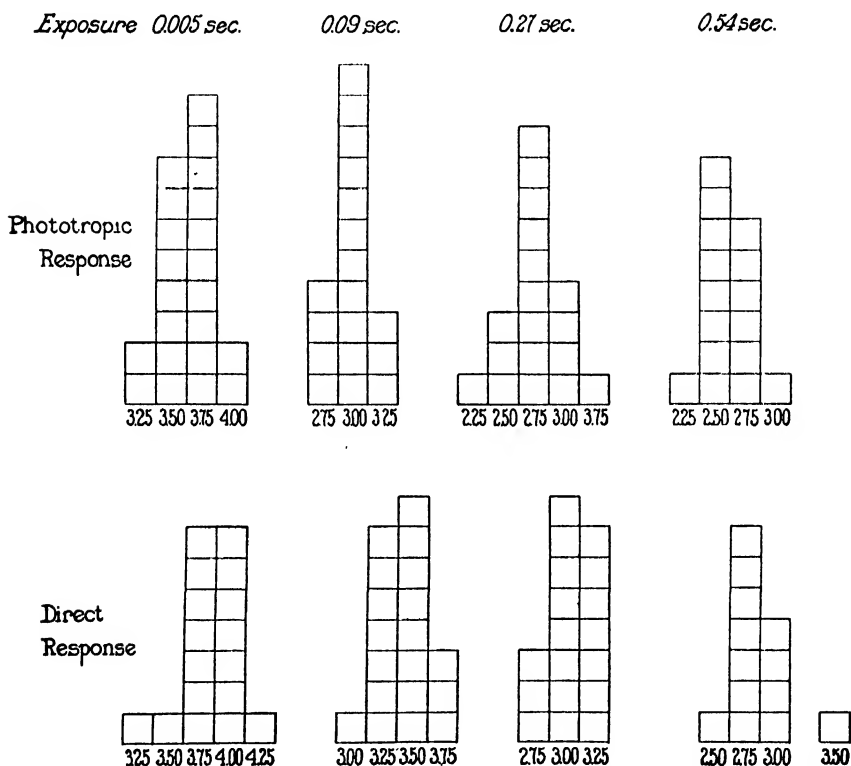 Exposure 0.005 sec. 0.09 sec. 0.27 sec. 0.54 sec.
Phototropic
Response
3.25 3.50 3.75 4.00 2.75 3.00 3.25 2.25 2.50 2.75 3.00 3.75 2.25 2.50 2.75 3.00
Direct
Response
3.25 3.50 3.75 4.00 4.25 3.00 3.25 3.50 3.75 2.75 3.00 3.25 2.50 2.75 3.00 3.50